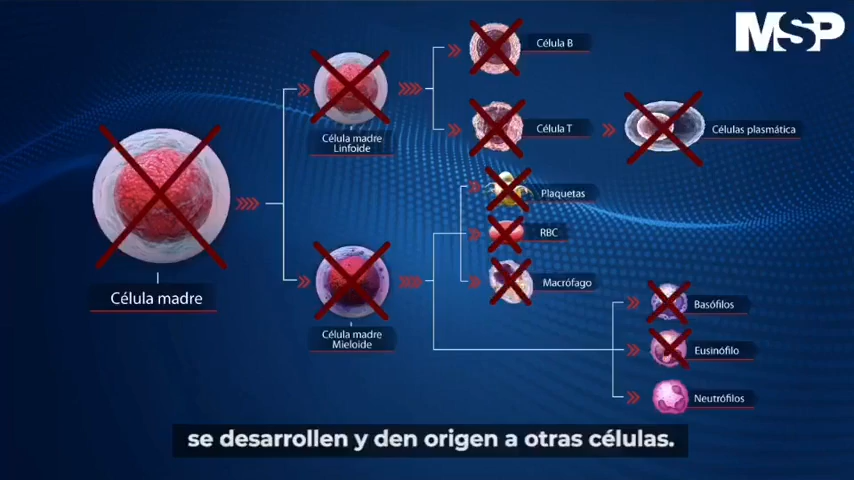 MSP
Célula B
Célula madre
Linfoide
Célula T
Células plasmática
Plaquetas
RBC
Macrófago
Célula madre
Célula madre
Mieloide
Basófilos
Eusinófilo
Neutrófilos
se desarrollen y den origen a otras células.